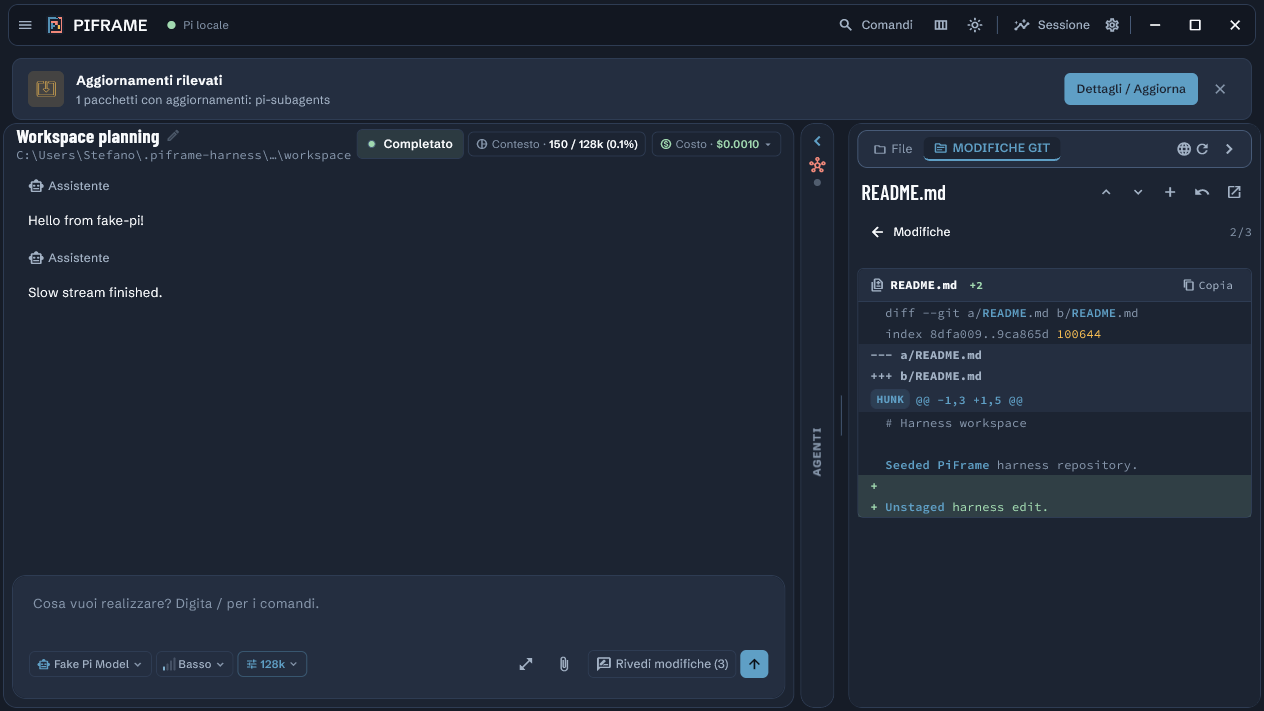 PIFRAME
Pi locale
Comandi
Sessione
Aggiornamenti rilevati
1 pacchetti con aggiornamenti: pi-subagents
Dettagli / Aggiorna
Workspace planning
C:\Users\Stefano\.piframe-harness\…\workspace
Completato
Contesto · 150 / 128k (0.1%)
Costo · $0.0010
Assistente
Hello from fake-pi!
Assistente
Slow stream finished.
Cosa vuoi realizzare? Digita / per i comandi.
Fake Pi Model
Basso
128k
Rivedi modifiche (3)
AGENTI
File
MODIFICHE GIT
README.md
Modifiche
2/3
README.md +2
Copia
diff --git a/README.md b/README.md
index 8dfa009..9ca865d 100644
--- a/README.md
+++ b/README.md
HUNK @@ -1,3 +1,5 @@
# Harness workspace
Seeded PiFrame harness repository.
+
+ Unstaged harness edit.